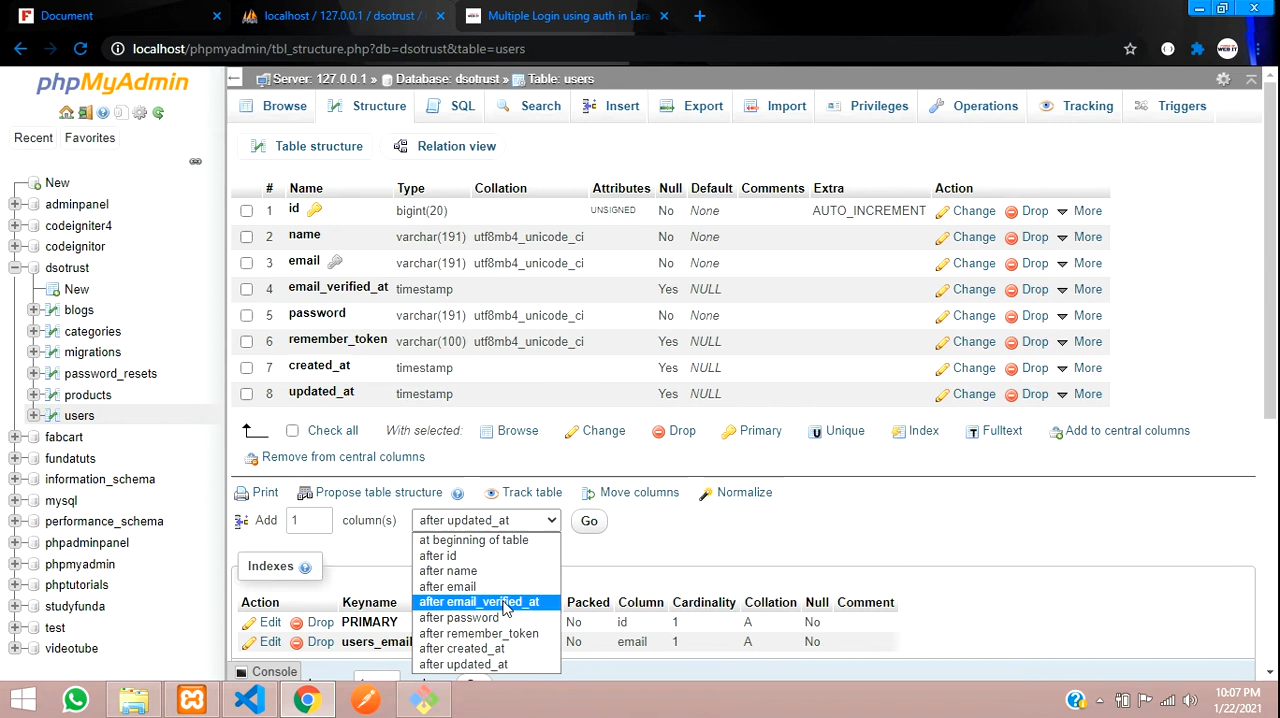 Document
localhost / 127.0.0.1 / dsotrust /
Multiple Login using auth in Lara
localhost/phpmyadmin/tbl_structure.php?db=dsotrust&table=users
phpMyAdmin
Recent Favorites
New
adminpanel
codeigniter4
codeignitor
dsotrust
New
blogs
categories
migrations
password_resets
products
users
fabcart
fundatuts
information_schema
mysql
performance_schema
phpadminpanel
phpmyadmin
phptutorials
studyfunda
test
videotube
Server: 127.0.0.1 » Database: dsotrust » Table: users
Browse Structure SQL Search Insert Export Import Privileges Operations Tracking Triggers
Table structure Relation view
# Name Type Collation Attributes Null Default Comments Extra Action
1 id bigint(20) UNSIGNED No None AUTO_INCREMENT Change Drop More
2 name varchar(191) utf8mb4_unicode_ci No None Change Drop More
3 email varchar(191) utf8mb4_unicode_ci No None Change Drop More
4 email_verified_at timestamp Yes NULL Change Drop More
5 password varchar(191) utf8mb4_unicode_ci No None Change Drop More
6 remember_token varchar(100) utf8mb4_unicode_ci Yes NULL Change Drop More
7 created_at timestamp Yes NULL Change Drop More
8 updated_at timestamp Yes NULL Change Drop More
Check all With selected: Browse Change Drop Primary Unique Index Fulltext Add to central columns
Remove from central columns
Print Propose table structure Track table Move columns Normalize
Add 1 column(s) after updated_at Go
at beginning of table
after id
after name
after email
after email_verified_at
after password
after remember_token
after created_at
after updated_at
Indexes
Action Keyname Packed Column Cardinality Collation Null Comment
Edit Drop PRIMARY No id 1 A No
Edit Drop users_email No email 1 A No
Console
10:07 PM
1/22/2021